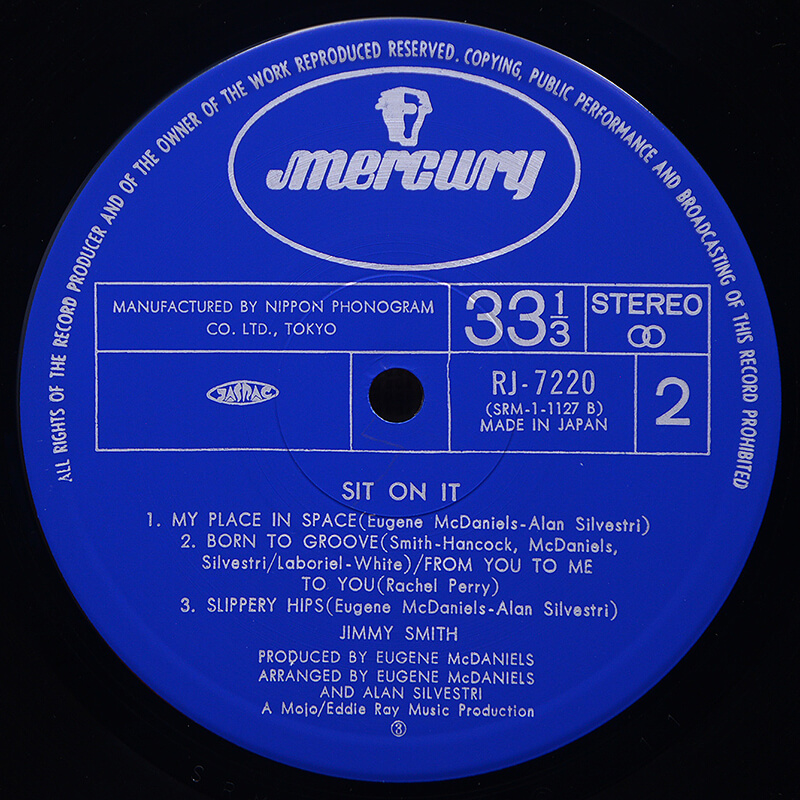 ALL RIGHTS OF THE RECORD PRODUCER AND OF THE OWNER OF THE WORK REPRODUCED RESERVED. COPYING, PUBLIC PERFORMANCE AND BROADCASTING OF THIS RECORD PROHIBITED
mercury
MANUFACTURED BY NIPPON PHONOGRAM
CO. LTD., TOKYO
33 1/3
STEREO
JASRAC
RJ-7220
(SRM-1-1127 B)
MADE IN JAPAN
2
SIT ON IT
1. MY PLACE IN SPACE(Eugene McDaniels-Alan Silvestri)
2. BORN TO GROOVE(Smith-Hancock, McDaniels,
Silvestri/Laboriel-White)/FROM YOU TO ME
TO YOU(Rachel Perry)
3. SLIPPERY HIPS(Eugene McDaniels-Alan Silvestri)
JIMMY SMITH
PRODUCED BY EUGENE McDANIELS
ARRANGED BY EUGENE McDANIELS
AND ALAN SILVESTRI
A Mojo/Eddie Ray Music Production
③